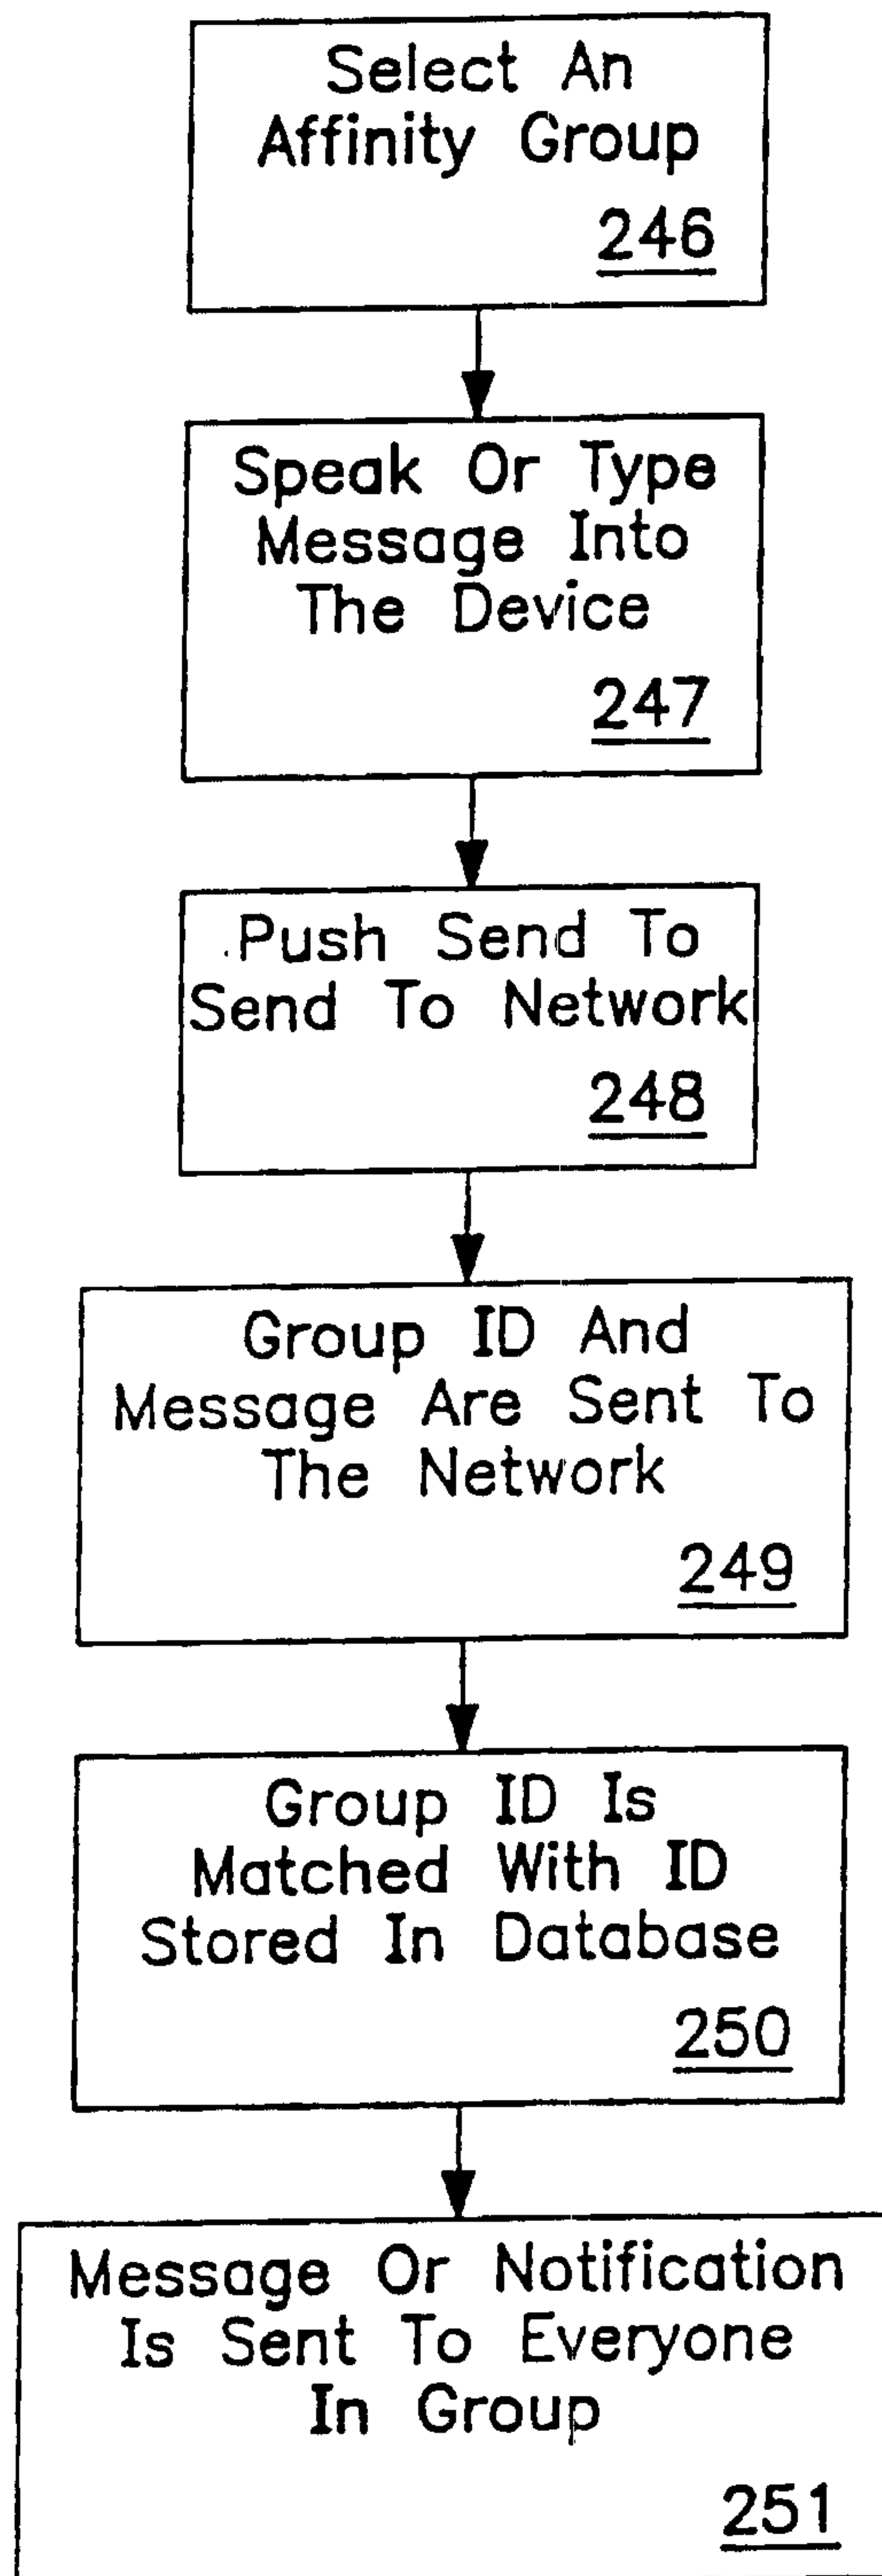 Select An
Affinity Group
246
Speak Or Type
Message Into
The Device
247
Push Send To
Send To Network
248
Group ID And
Message Are Sent To
The Network
249
Group ID Is
Matched With ID
Stored In Database
250
Message Or Notification
Is Sent To Everyone
In Group
251